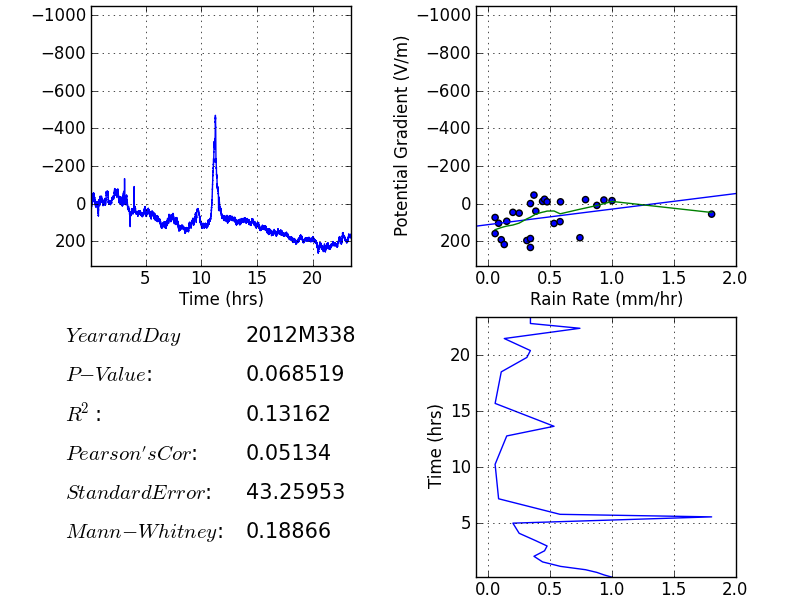 −1000
−800
−600
−400
−200
0
200
5 10 15 20
Time (hrs)
Potential Gradient (V/m)
−1000
−800
−600
−400
−200
0
200
0.0 0.5 1.0 1.5 2.0
Rain Rate (mm/hr)
YearandDay 2012M338
P−Value: 0.068519
R²: 0.13162
Pearson'sCor: 0.05134
StandardError: 43.25953
Mann−Whitney: 0.18866
Time (hrs)
20
15
10
5
0.0 0.5 1.0 1.5 2.0